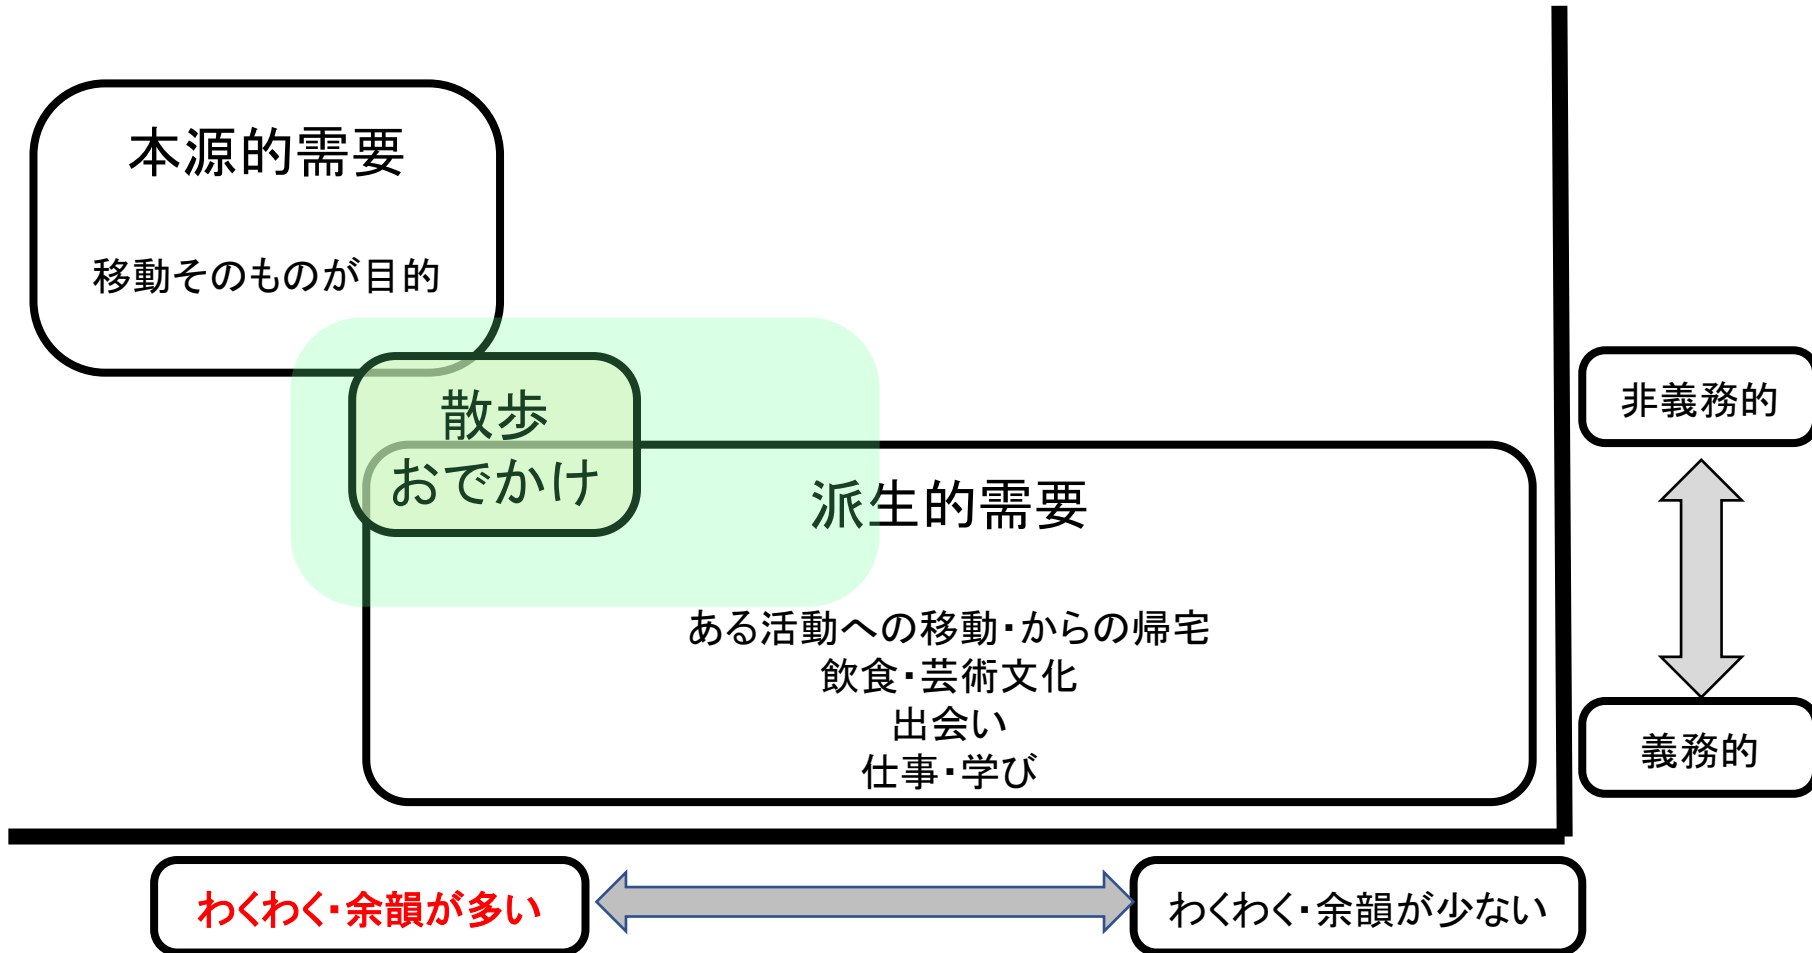 本源的需要
移動そのものが目的
散歩
おでかけ
派生的需要
ある活動への移動・からの帰宅
飲食・芸術文化
出会い
仕事・学び
非義務的
義務的
わくわく・余韻が多い
わくわく・余韻が少ない